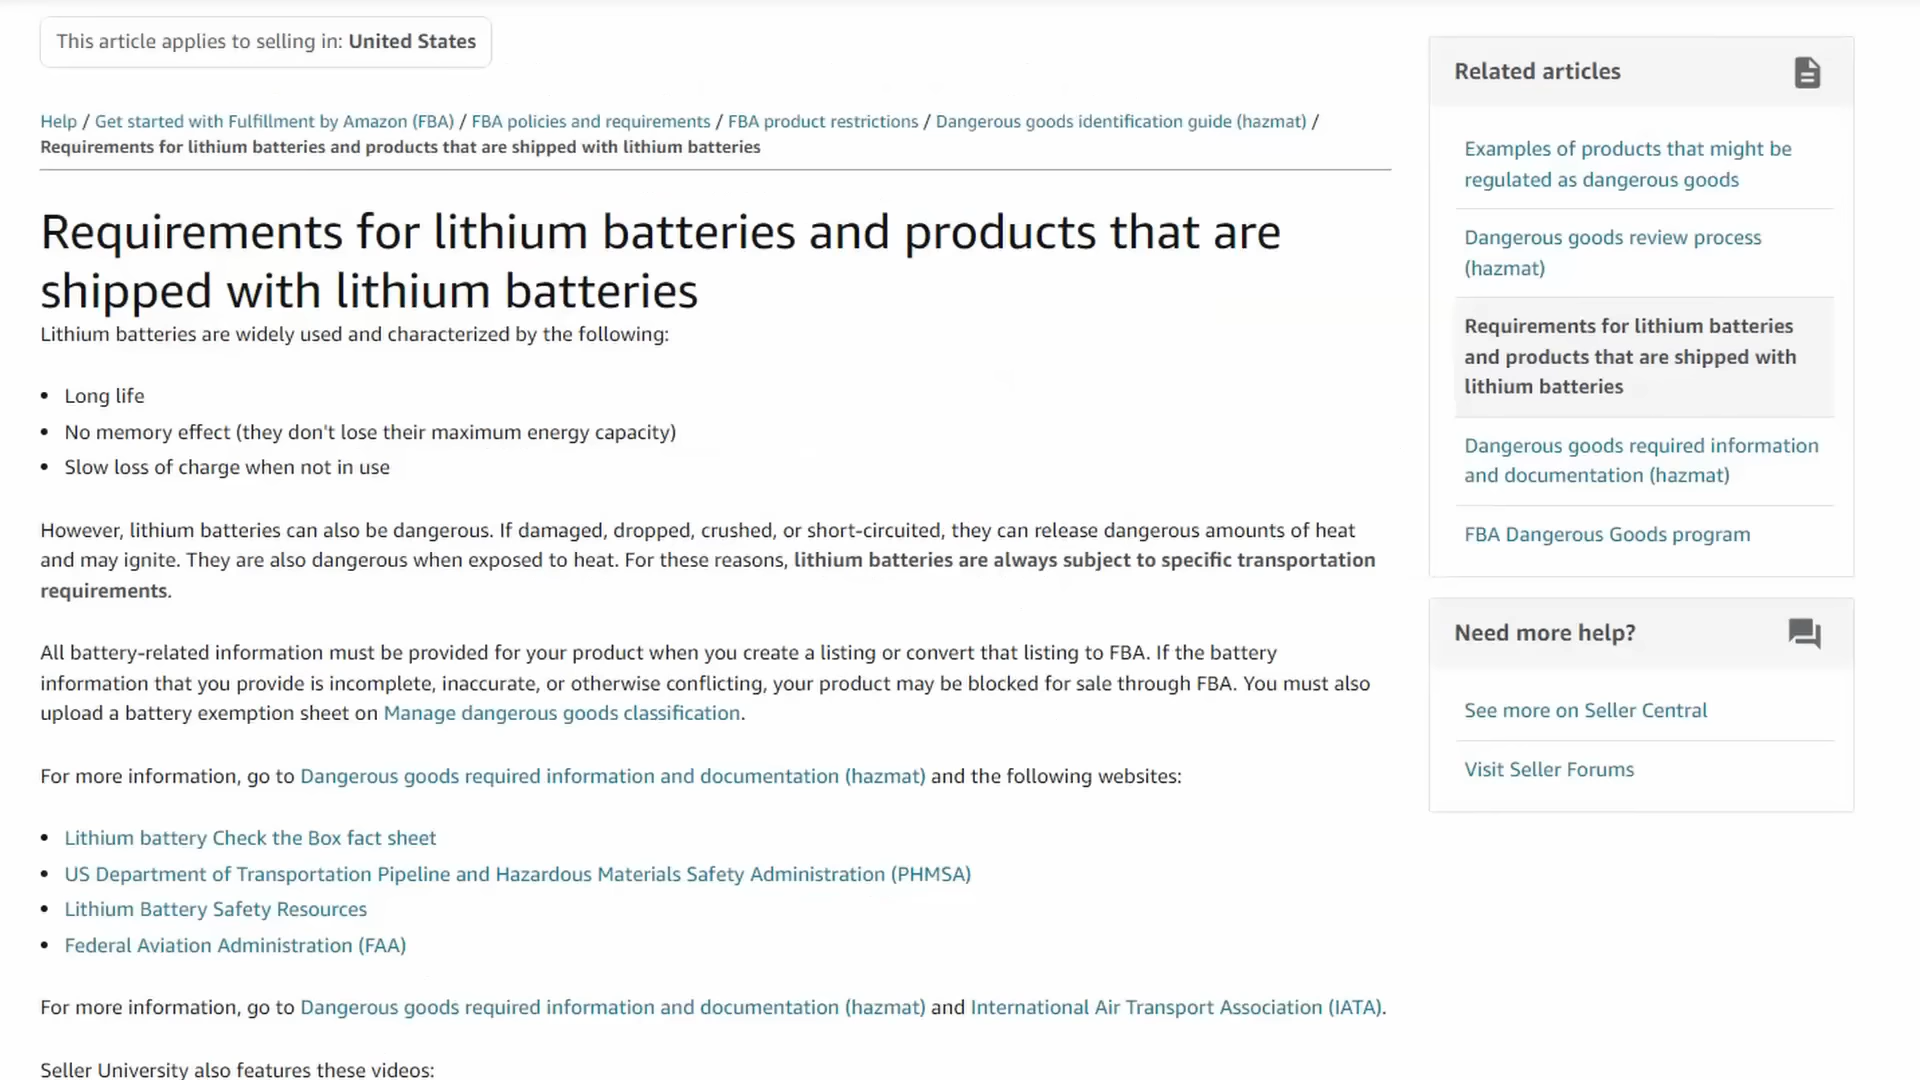 This article applies to selling in: United States
Help / Get started with Fulfillment by Amazon (FBA) / FBA policies and requirements / FBA product restrictions / Dangerous goods identification guide (hazmat) /
Requirements for lithium batteries and products that are shipped with lithium batteries
Requirements for lithium batteries and products that are
shipped with lithium batteries
Lithium batteries are widely used and characterized by the following:
• Long life
• No memory effect (they don't lose their maximum energy capacity)
• Slow loss of charge when not in use
However, lithium batteries can also be dangerous. If damaged, dropped, crushed, or short-circuited, they can release dangerous amounts of heat
and may ignite. They are also dangerous when exposed to heat. For these reasons, lithium batteries are always subject to specific transportation
requirements.
All battery-related information must be provided for your product when you create a listing or convert that listing to FBA. If the battery
information that you provide is incomplete, inaccurate, or otherwise conflicting, your product may be blocked for sale through FBA. You must also
upload a battery exemption sheet on Manage dangerous goods classification.
For more information, go to Dangerous goods required information and documentation (hazmat) and the following websites:
• Lithium battery Check the Box fact sheet
• US Department of Transportation Pipeline and Hazardous Materials Safety Administration (PHMSA)
• Lithium Battery Safety Resources
• Federal Aviation Administration (FAA)
For more information, go to Dangerous goods required information and documentation (hazmat) and International Air Transport Association (IATA).
Seller University also features these videos:
Related articles
Examples of products that might be
regulated as dangerous goods
Dangerous goods review process
(hazmat)
Requirements for lithium batteries
and products that are shipped with
lithium batteries
Dangerous goods required information
and documentation (hazmat)
FBA Dangerous Goods program
Need more help?
See more on Seller Central
Visit Seller Forums